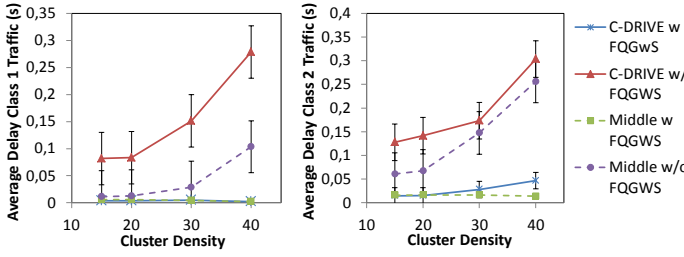 Average Delay Class 1 Traffic (s)
0,35
0,3
0,25
0,2
0,15
0,1
0,05
0
10
20
30
40
Cluster Density
Average Delay Class 2 Traffic (s)
0,4
0,35
0,3
0,25
0,2
0,15
0,1
0,05
0
10
20
30
40
Cluster Density
C-DRIVE w
FQGwS
C-DRIVE w/
FQGWS
Middle w
FQGWS
Middle w/o
FQGWS